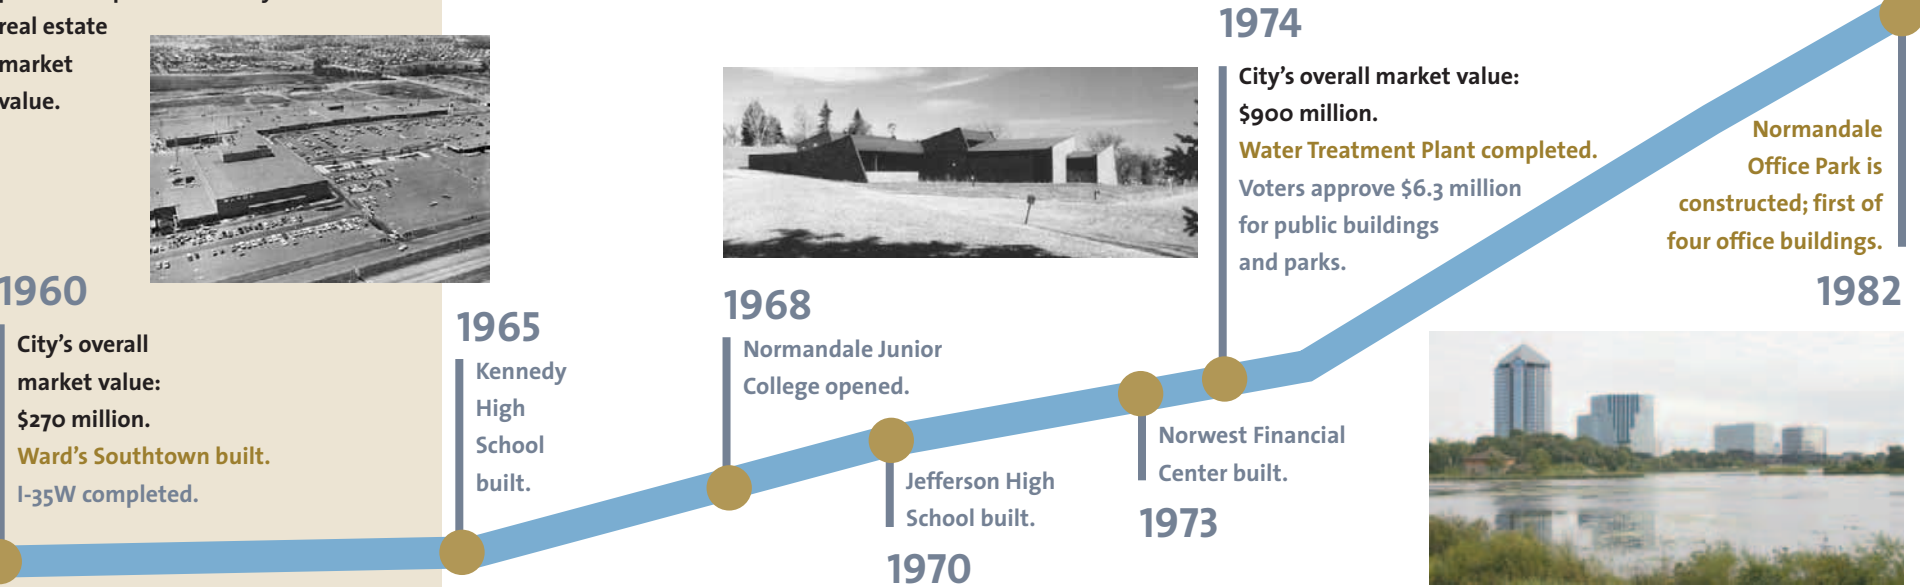 real estate
market
value.
1960
City's overall
market value:
$270 million.
Ward's Southtown built.
I-35W completed.
1965
Kennedy
High
School
built.
1968
Normandale Junior
College opened.
Jefferson High
School built.
1970
Norwest Financial
Center built.
1973
1974
City's overall market value:
$900 million.
Water Treatment Plant completed.
Voters approve $6.3 million
for public buildings
and parks.
Normandale
Office Park is
constructed; first of
four office buildings.
1982